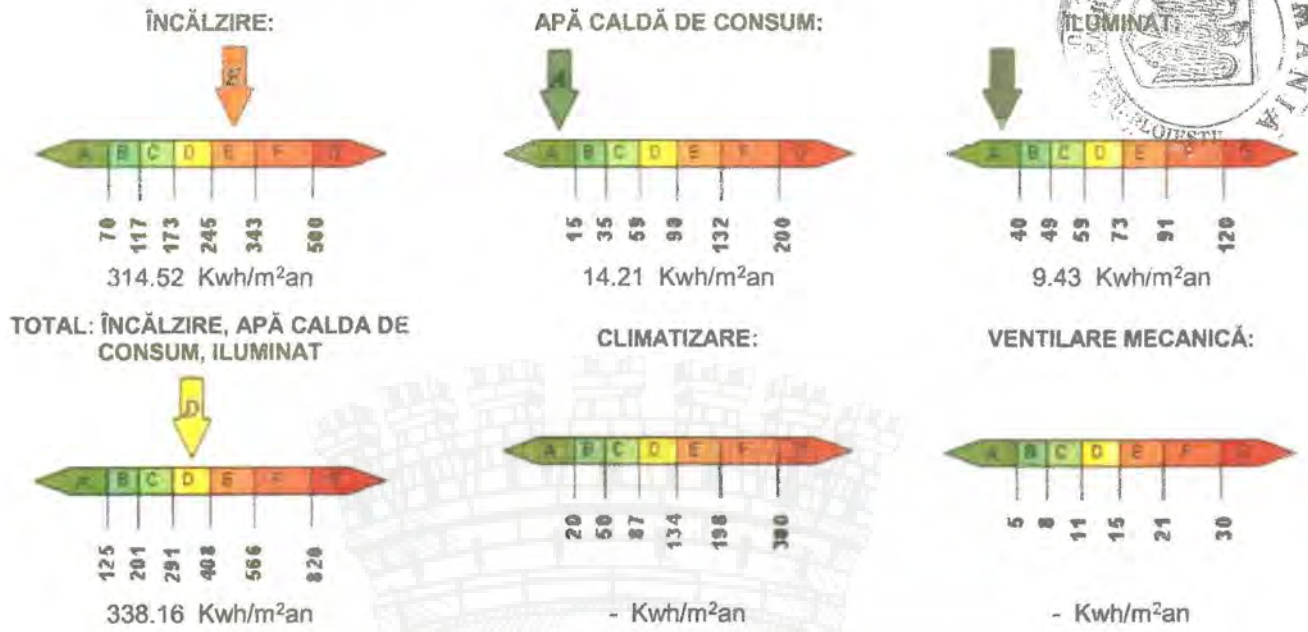 ÎNCĂLZIRE:
E
A B C D E F G
70 117 173 245 343 500
314.52 Kwh/m²an
APĂ CALDĂ DE CONSUM:
A
A B C D E F G
15 35 59 90 132 200
14.21 Kwh/m²an
ILUMINAT:
A B C D E G
40 49 59 73 91 120
9.43 Kwh/m²an
MANIA
PLOIESTI
TOTAL: ÎNCĂLZIRE, APĂ CALDA DE
CONSUM, ILUMINAT
D
A B C D E F G
125 201 291 408 566 820
338.16 Kwh/m²an
CLIMATIZARE:
A B C D E F G
20 50 87 134 198 300
- Kwh/m²an
VENTILARE MECANICĂ:
A B C D E F G
5 8 11 15 21 30
- Kwh/m²an